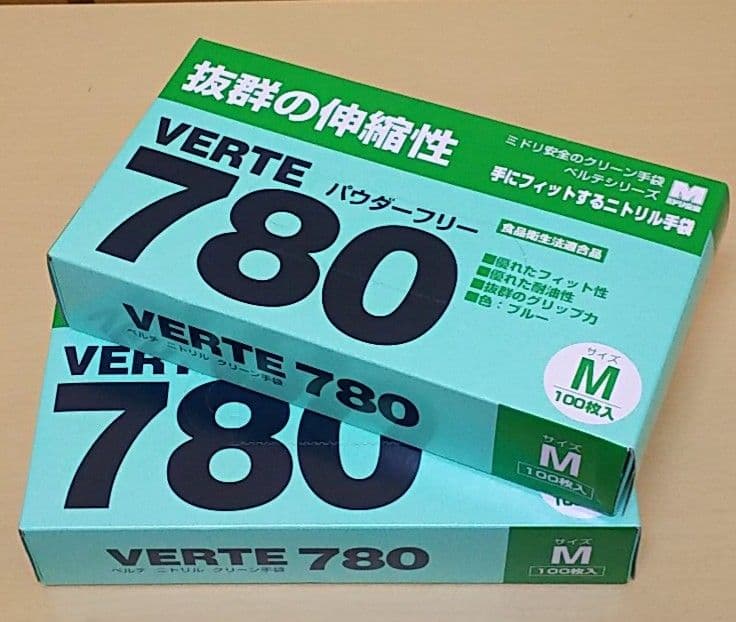 抜群の伸縮性
ミドリ安全のクリーン手袋
ベルテシリーズ
手にフィットするニトリル手袋
M
ミドリ安全
VERTE
780
パウダーフリー
食品衛生法適合品
■優れたフィット性
■優れた耐油性
■抜群のグリップ力
■色：ブルー
サイズ
M
100枚入
VERTE 780
ベルテ ニトリル クリーン手袋
サイズ
M
100枚入
VERT
780
VERTE 780
ベルテ ニトリル クリーン手袋
サイズ
M
100枚入